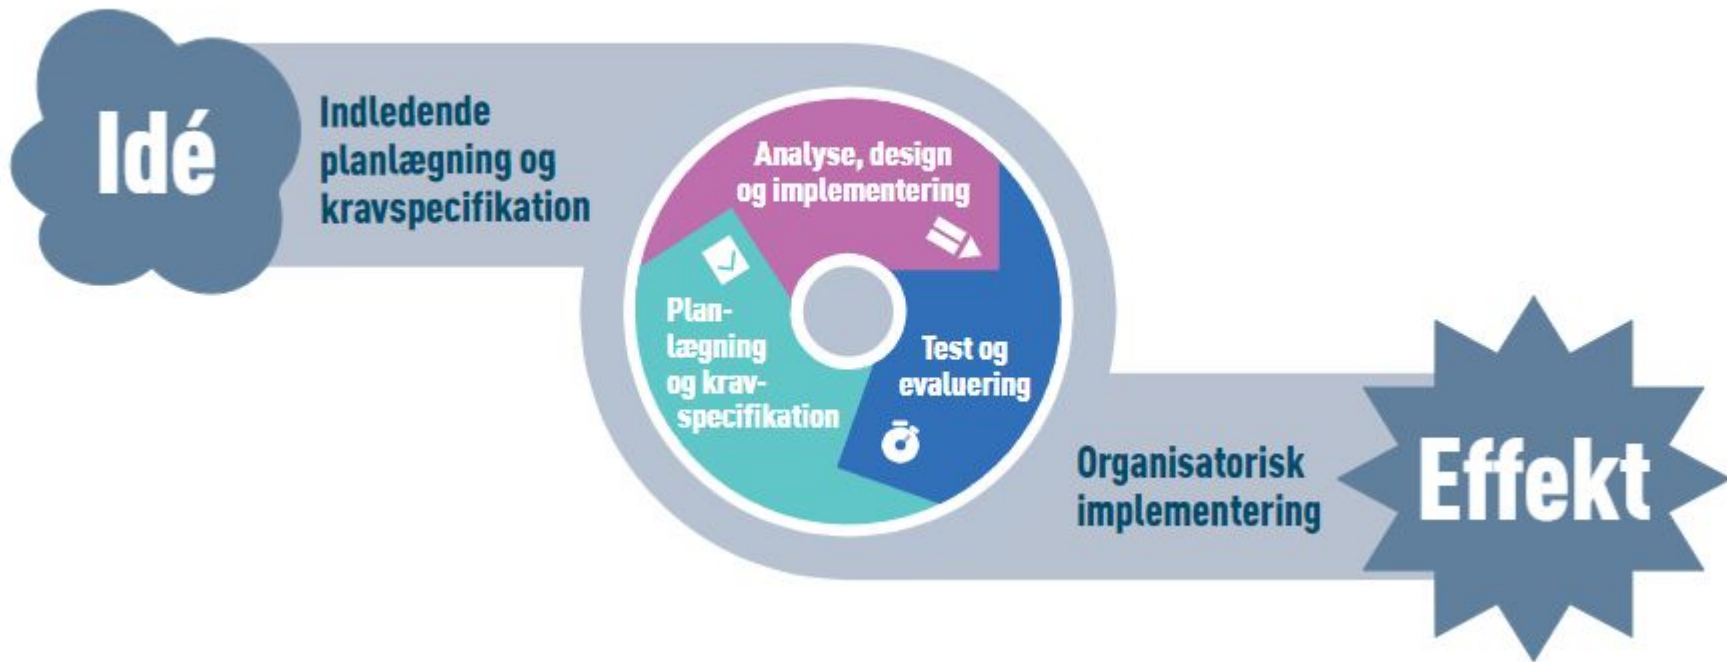 Idé
Indledende
planlægning og
kravspecifikation
Analyse, design
og implementering
Plan-
lægning
og krav-
specifikation
Test og
evaluering
Organisatorisk
implementering
Effekt